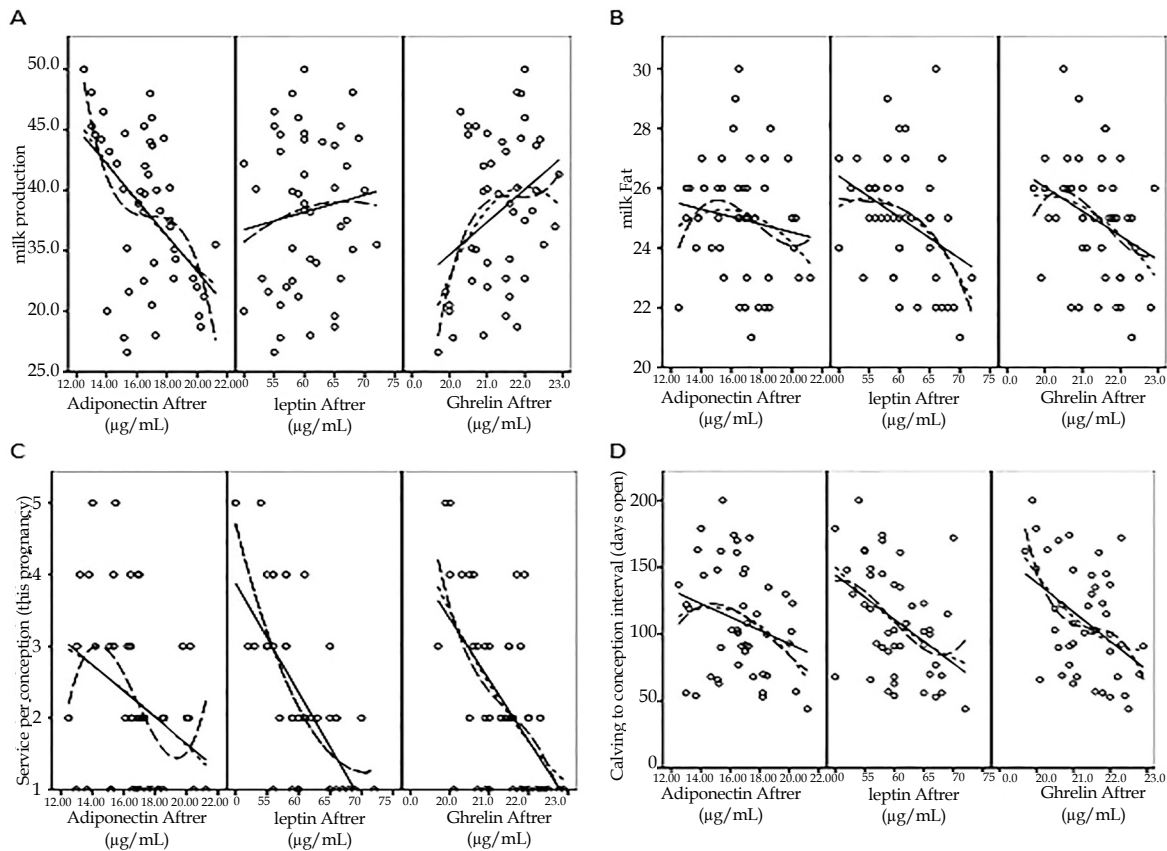 A
milk production
50.0
45.0
40.0
35.0
20.0
25.0
12.00 14.00 16.00 18.00 20.00 22.00
55 60 65 70 75
0.0 20.0 21.0 22.0 23.0
Adiponectin Aftrer
(µg/mL)
leptin Aftrer
(µg/mL)
Ghrelin Aftrer
(µg/mL)
B
milk Fat
30
28
26
24
22
20
12.00 14.00 16.00 18.00 20.00 22.00
55 60 65 70 75
0.0 20.0 21.0 22.0 23.0
Adiponectin Aftrer
(µg/mL)
leptin Aftrer
(µg/mL)
Ghrelin Aftrer
(µg/mL)
C
Service per conception (this prognancy)
5
4
3
2
1
12.00 14.00 16.00 18.00 20.00 22.00
0 55 60 65 70 75
0.0 20.0 21.0 22.0 23.0
Adiponectin Aftrer
(µg/mL)
leptin Aftrer
(µg/mL)
Ghrelin Aftrer
(µg/mL)
D
Calving to conception interval (days open)
200
150
100
50
0
12.00 14.00 16.00 18.00 20.00 22.00
55 60 65 70 75
0.0 20.0 21.0 22.0 23.0
Adiponectin Aftrer
(µg/mL)
leptin Aftrer
(µg/mL)
Ghrelin Aftrer
(µg/mL)